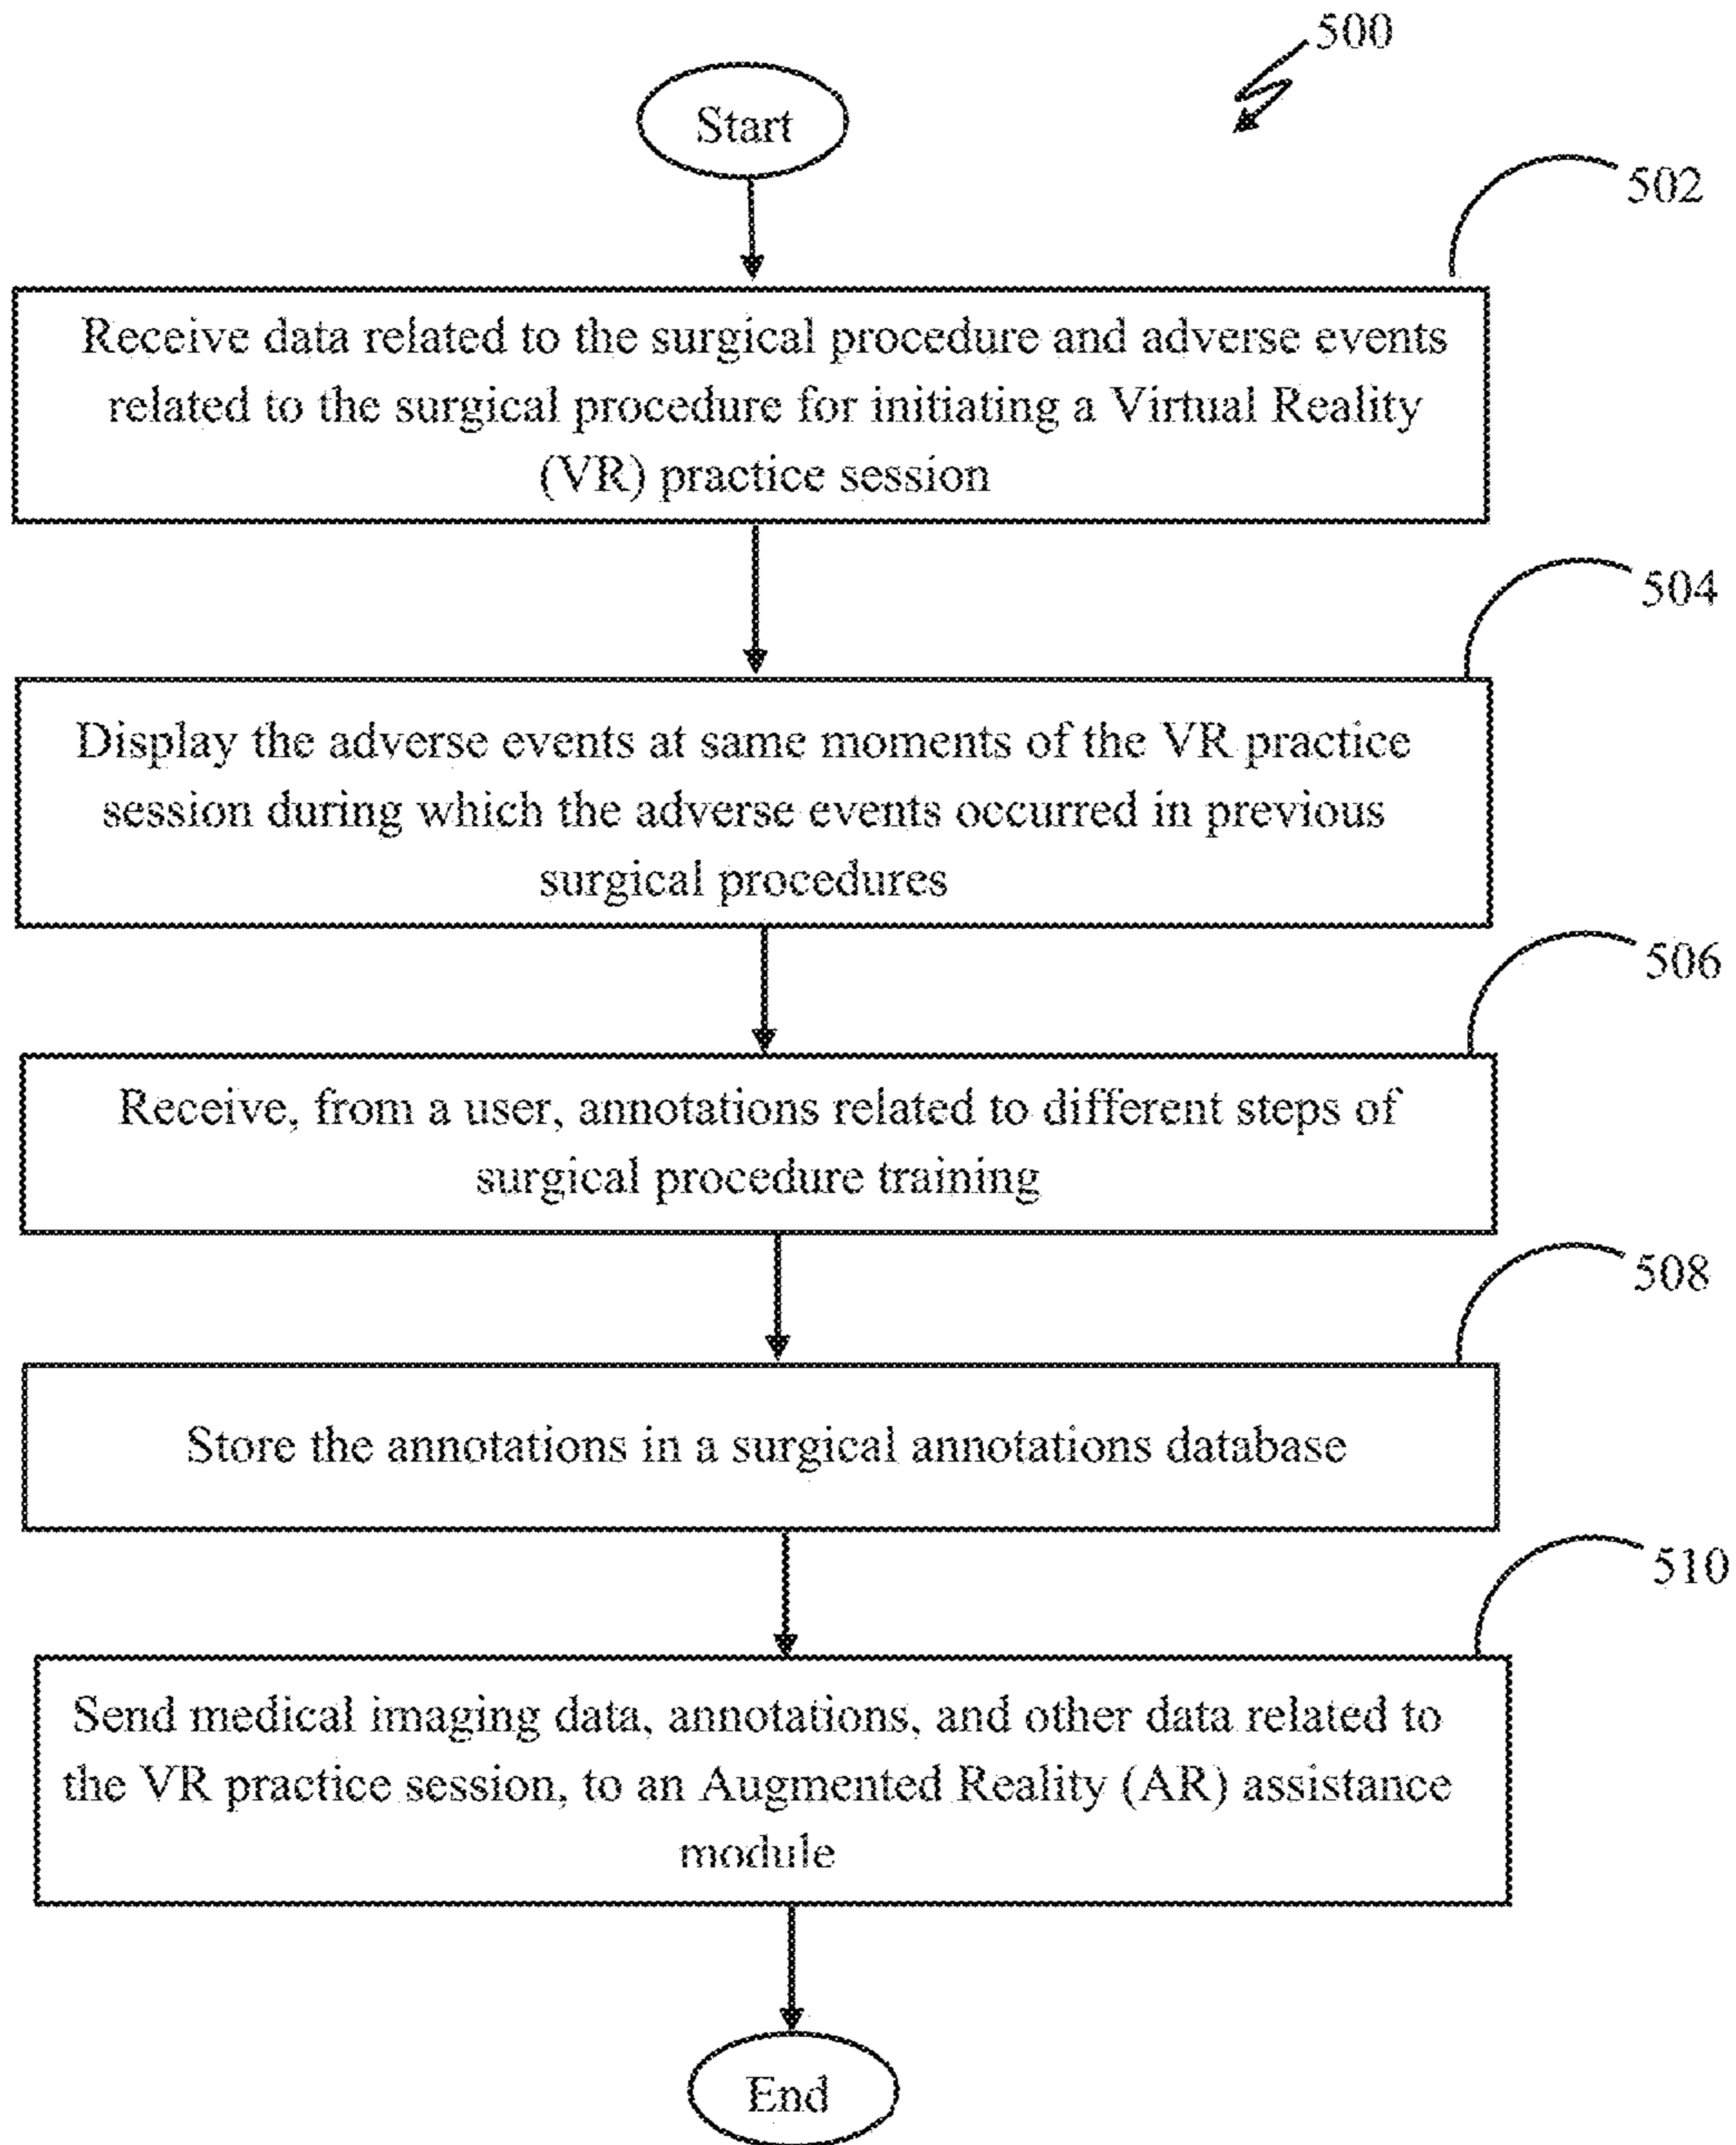 500
Start
502
Receive data related to the surgical procedure and adverse events
related to the surgical procedure for initiating a Virtual Reality
(VR) practice session
504
Display the adverse events at same moments of the VR practice
session during which the adverse events occurred in previous
surgical procedures
506
Receive, from a user, annotations related to different steps of
surgical procedure training
508
Store the annotations in a surgical annotations database
510
Send medical imaging data, annotations, and other data related to
the VR practice session, to an Augmented Reality (AR) assistance
module
End